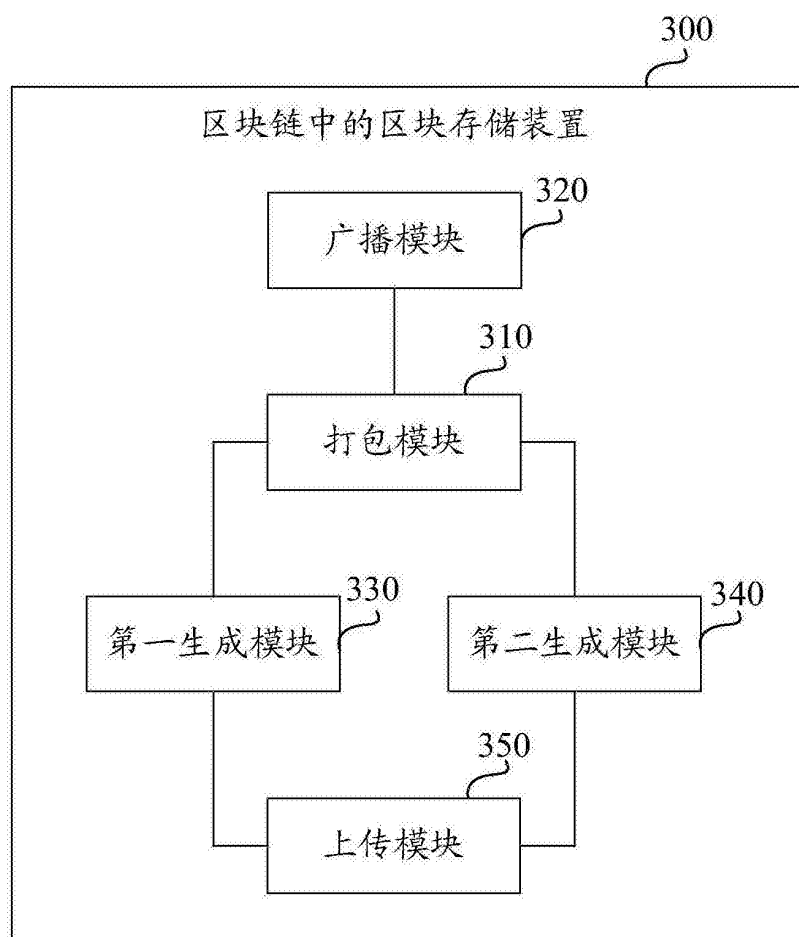 300
区块链中的区块存储装置
320
广播模块
310
打包模块
330
第一生成模块
340
第二生成模块
350
上传模块